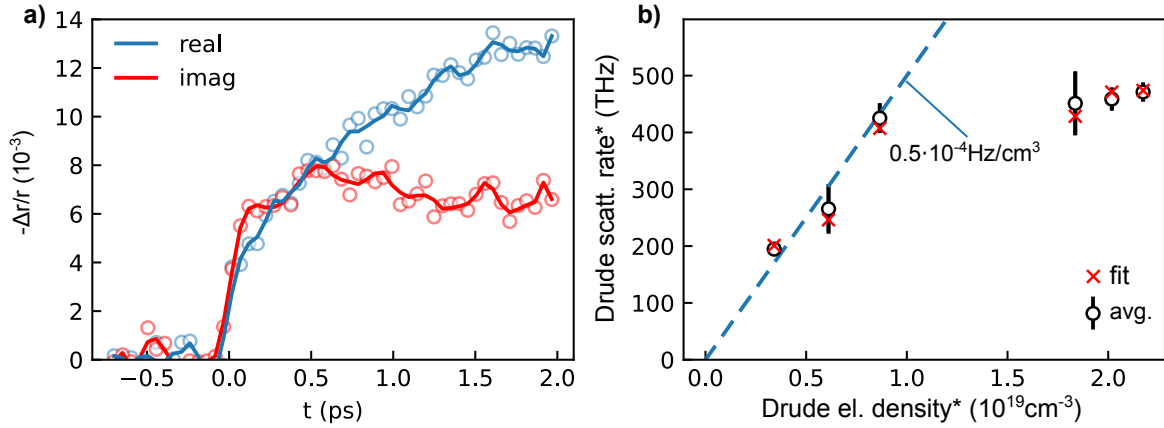 a)
14
12
10
8
6
4
2
0
-Δr/r (10⁻³)
real
imag
−0.5
0.0
0.5
1.0
1.5
2.0
t (ps)
b)
500
400
300
200
100
0
Drude scatt. rate* (THz)
0.5·10⁻⁴Hz/cm³
fit
avg.
0.0
0.5
1.0
1.5
2.0
Drude el. density* (10¹⁹cm⁻³)